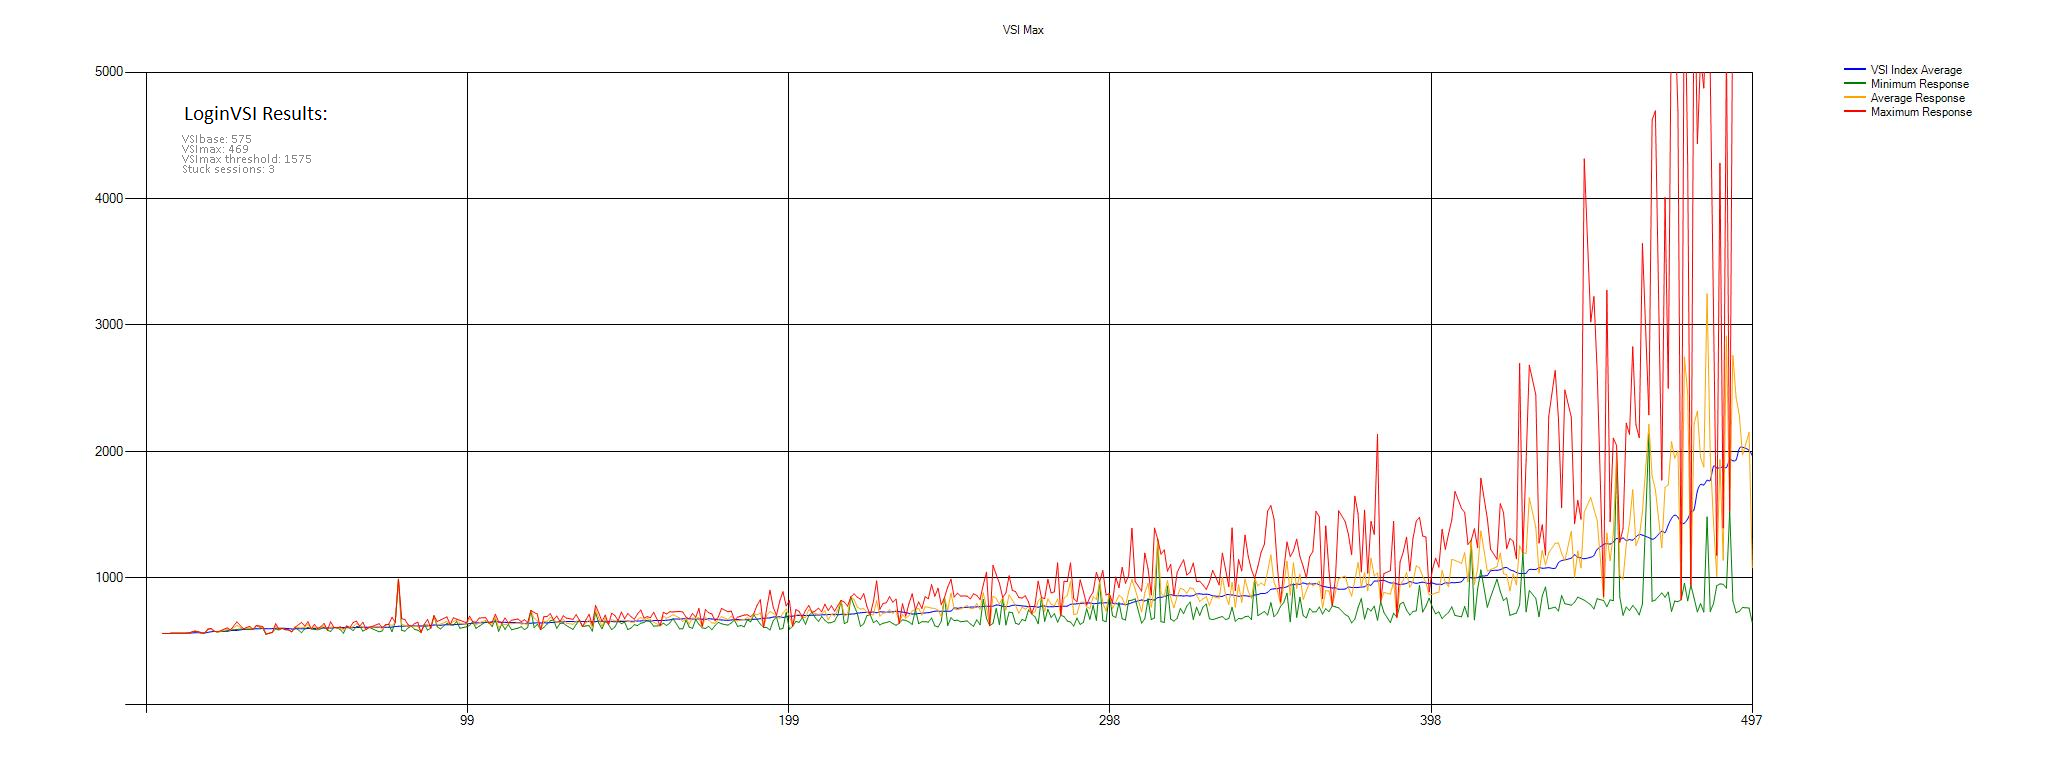 VSI Max
5000
4000
3000
2000
1000
99
199
298
398
497
LoginVSI Results:
VSIbase: 575
VSImax: 469
VSImax threshold: 1575
Stuck sessions: 3
VSI Index Average
Minimum Response
Average Response
Maximum Response